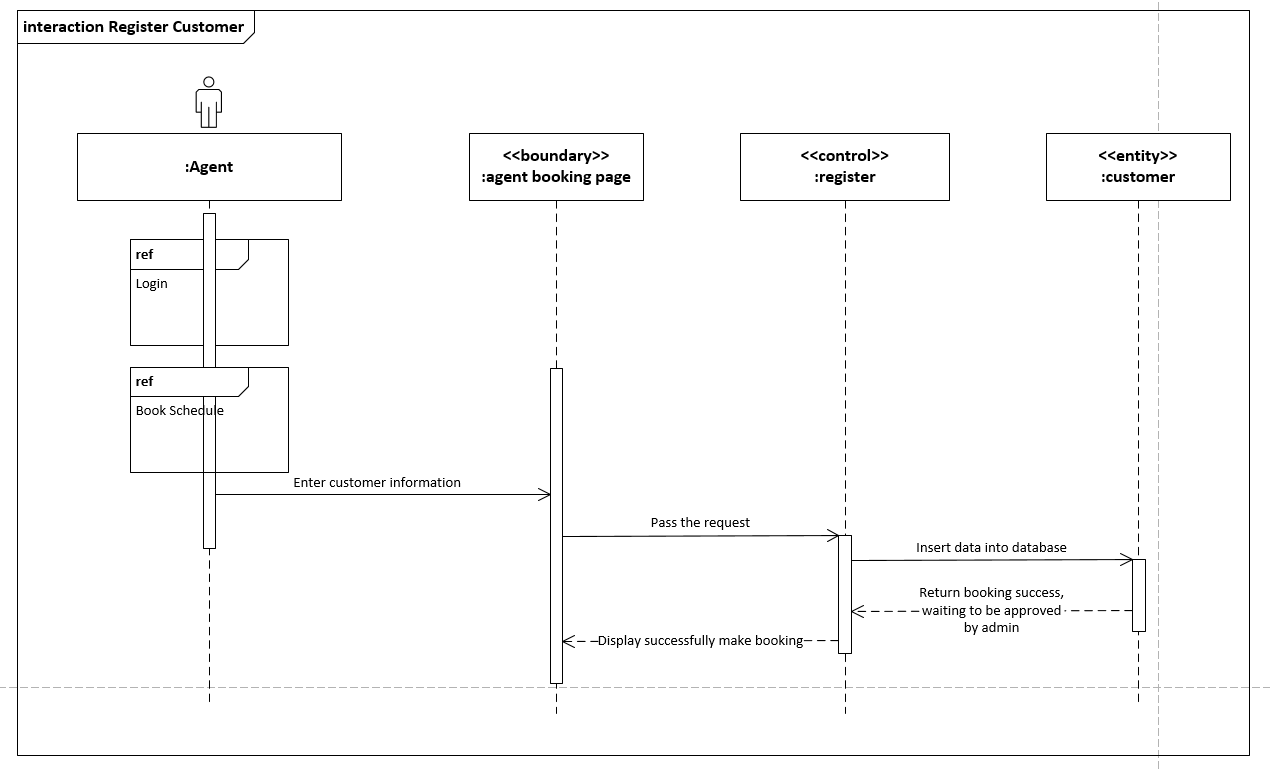 interaction Register Customer
:Agent
<<boundary>>
:agent booking page
<<control>>
:register
<<entity>>
:customer
ref
Login
ref
Book Schedule
Enter customer information
Pass the request
Insert data into database
Return booking success,
waiting to be approved
by admin
Display successfully make booking